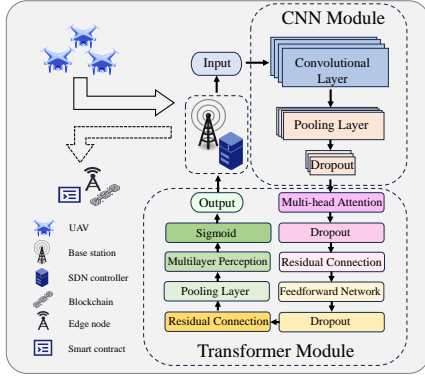 CNN Module
Input
Convolutional
Layer
Pooling Layer
Dropout
Output
Sigmoid
Multilayer Perception
Pooling Layer
Residual Connection
Multi-head Attention
Dropout
Residual Connection
Feedforward Network
Dropout
Transformer Module
UAV
Base station
SDN controller
Blockchain
Edge node
Smart contract